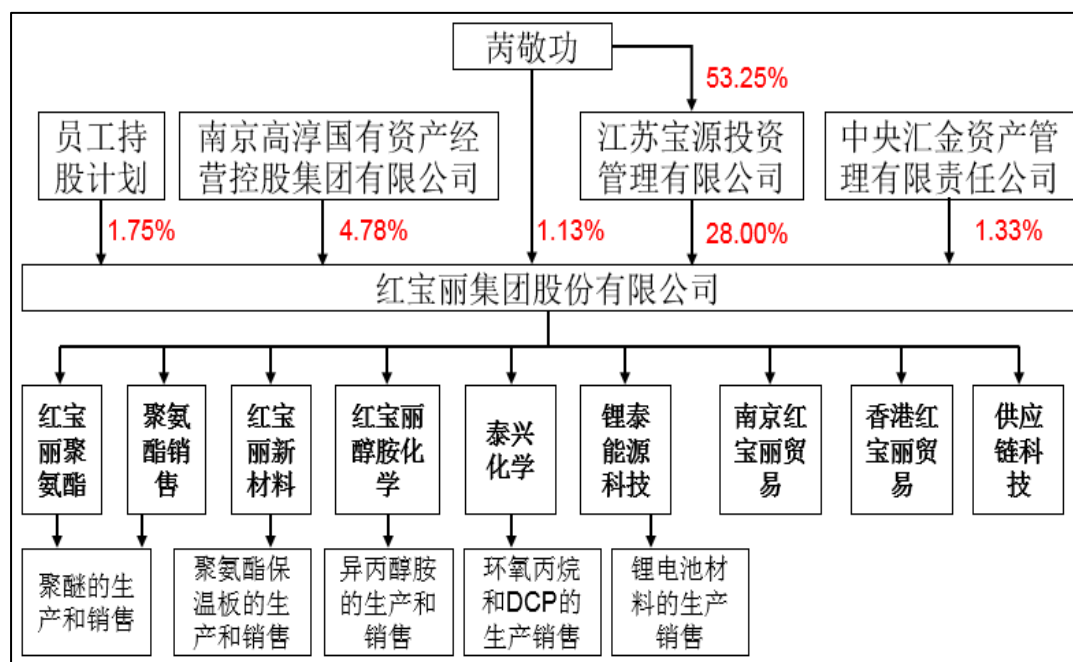 芮敬功
53.25%
员工持
股计划
南京高淳国有资产经
营控股集团有限公司
江苏宝源投资
管理有限公司
中央汇金资产管
理有限责任公司
1.75%
4.78%
1.13%
28.00%
1.33%
红宝丽集团股份有限公司
红宝
丽聚
氨酯
聚氨
酯销
售
红宝
丽新
材料
红宝丽
醇胺化
学
泰兴
化学
锂泰
能源
科技
南京红
宝丽贸
易
香港红
宝丽贸
易
供应
链科
技
聚醚的生
产和销售
聚氨酯保
温板的生
产和销售
异丙醇胺
的生产和
销售
环氧丙烷
和DCP的
生产销售
锂电池材
料的生产
销售